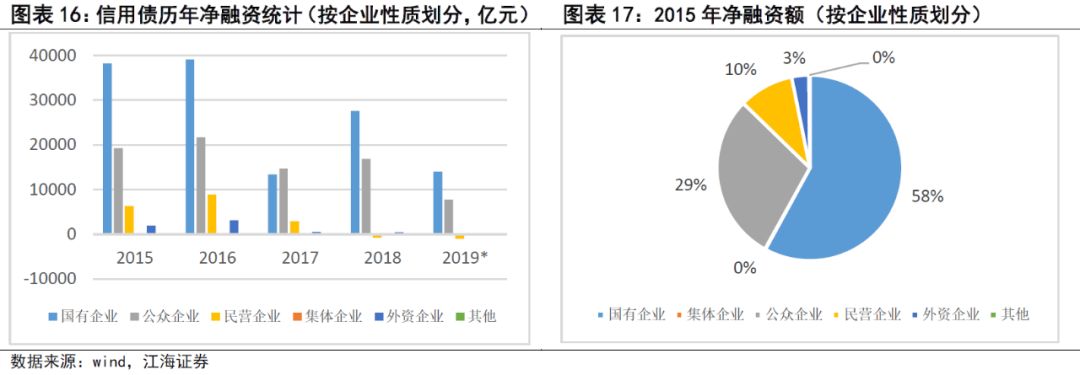 图表 16：信用债历年净融资统计（按企业性质划分，亿元）
40000
30000
20000
10000
0
-10000
2015 2016 2017 2018 2019*
国有企业 公众企业 民营企业 集体企业 外资企业 其他
图表 17：2015 年净融资额（按企业性质划分）
0%
3%
10%
29%
58%
0%
国有企业 集体企业 公众企业 民营企业 外资企业 其他
数据来源：wind，江海证券